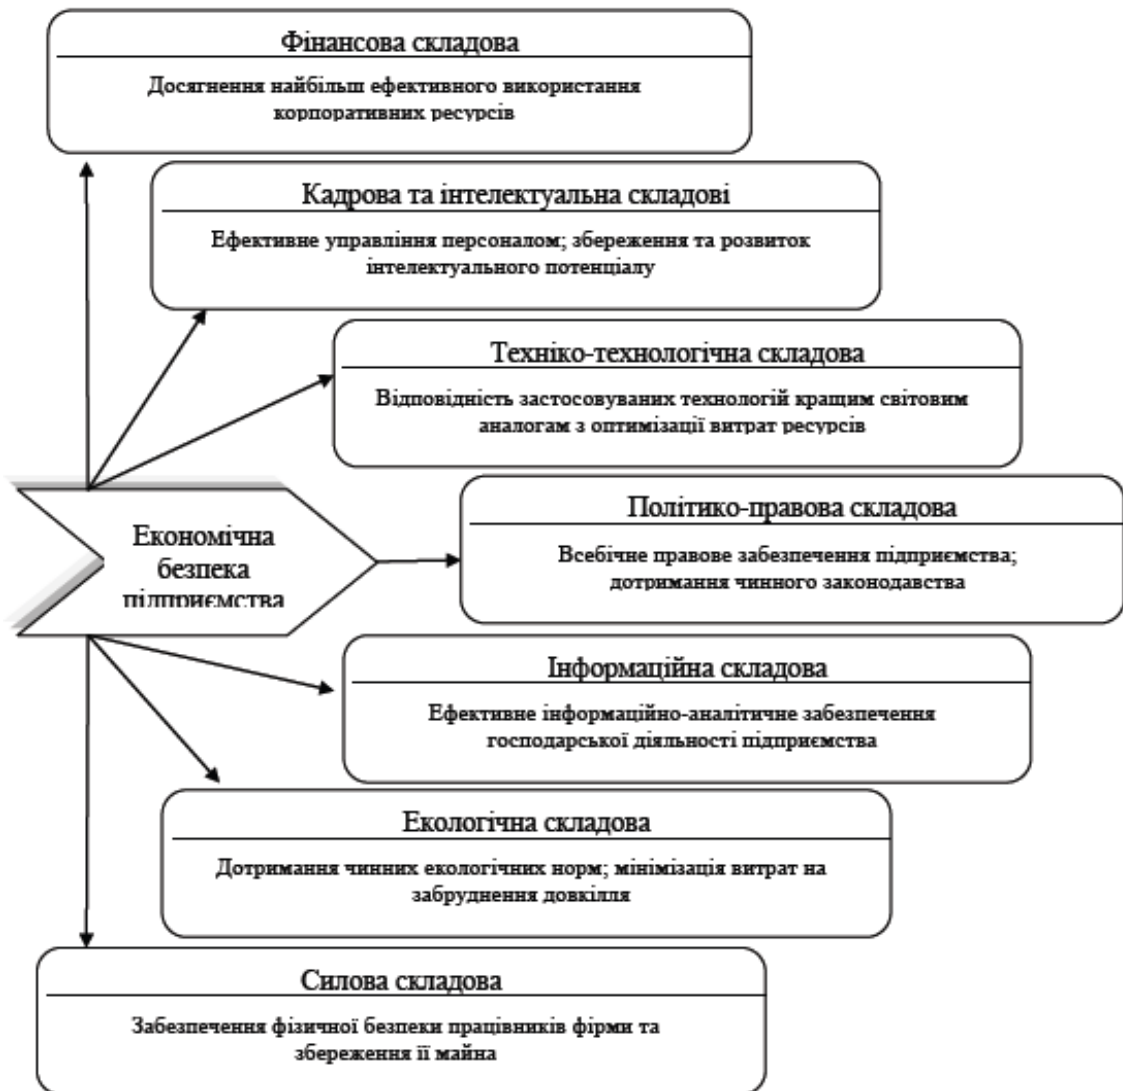 Фінансова складова
Досягнення найбільш ефективного використання
корпоративних ресурсів
Кадрова та інтелектуальна складові
Ефективне управління персоналом; збереження та розвиток
інтелектуального потенціалу
Техніко-технологічна складова
Відповідність застосовуваних технологій кращим світовим
аналогам з оптимізації витрат ресурсів
Економічна
безпека
підприємства
Політико-правова складова
Всебічне правове забезпечення підприємства;
дотримання чинного законодавства
Інформаційна складова
Ефективне інформаційно-аналітичне забезпечення
господарської діяльності підприємства
Екологічна складова
Дотримання чинних екологічних норм; мінімізація витрат на
забруднення довкілля
Силова складова
Забезпечення фізичної безпеки працівників фірми та
збереження її майна